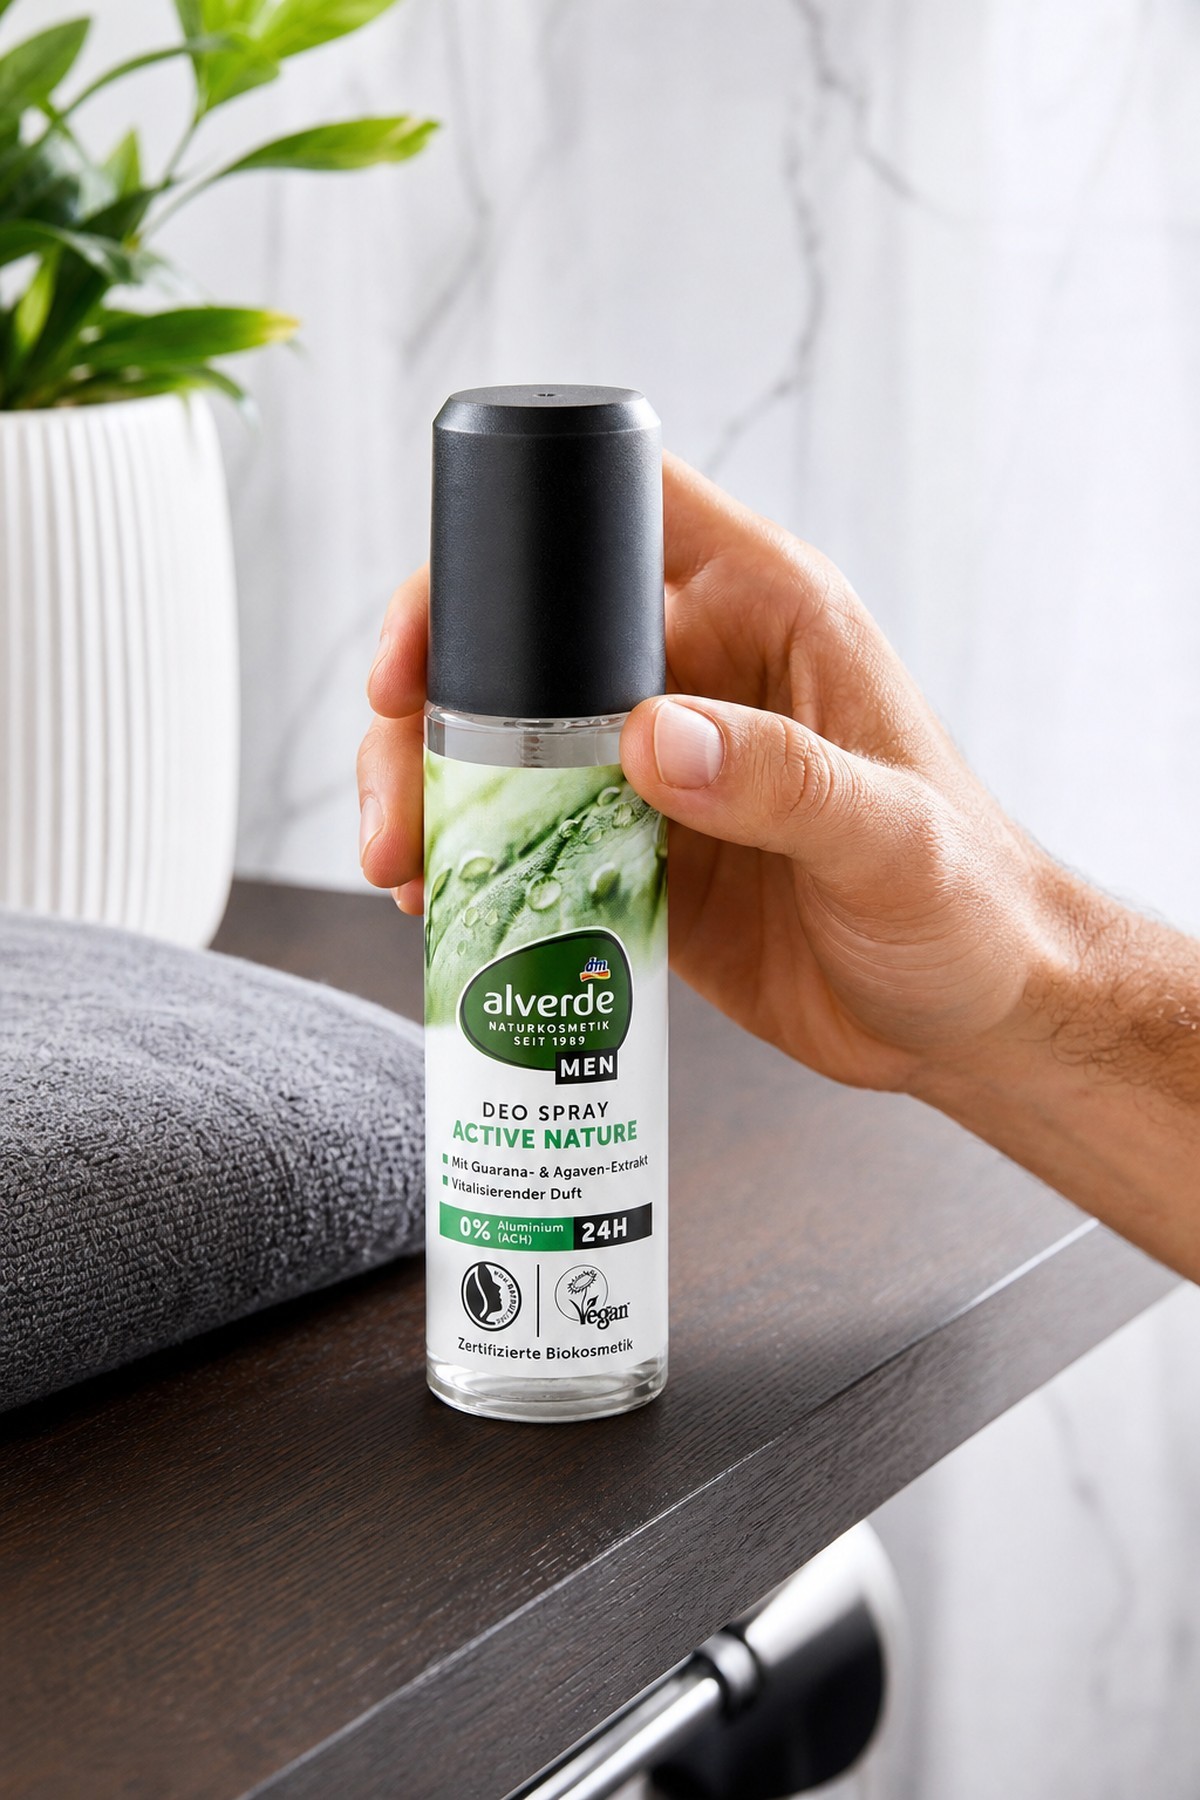 dm
alverde
NATURKOSMETIK
SEIT 1989
MEN
DEO SPRAY
ACTIVE NATURE
Mit Guarana- & Agaven-Extrakt
Vitalisierender Duft
0% Aluminium (ACH) 24H
Vegan
Zertifizierte Biokosmetik